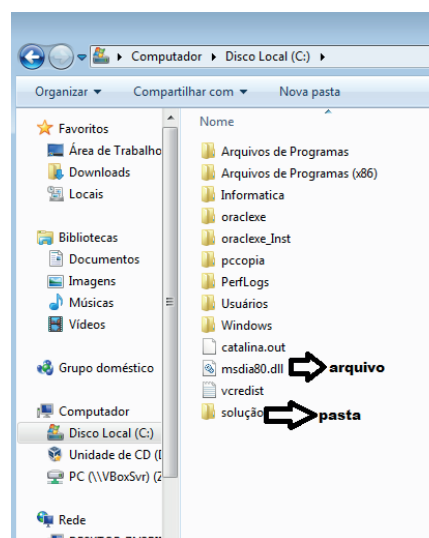 Computador Disco Local (C:)
Organizar Compartilhar com Nova pasta
Favoritos
Área de Trabalho
Downloads
Locais
Bibliotecas
Documentos
Imagens
Músicas
Vídeos
Grupo doméstico
Computador
Disco Local (C:)
Unidade de CD (
PC (\\VBoxSvr) (Z
Rede
Nome
Arquivos de Programas
Arquivos de Programas (x86)
Informatica
oraclexe
oraclexe_Inst
pccopia
PerfLogs
Usuários
Windows
catalina.out
msdia80.dll arquivo
vcredist
solução pasta